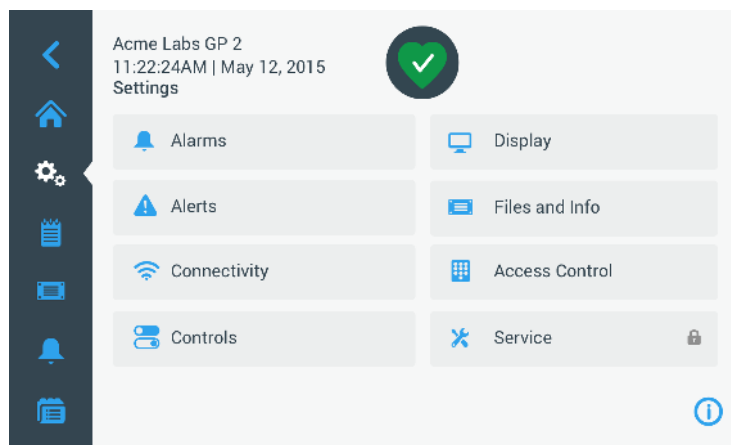 Acme Labs GP 2
11:22:24AM | May 12, 2015
Settings
Alarms
Display
Alerts
Files and Info
Connectivity
Access Control
Controls
Service